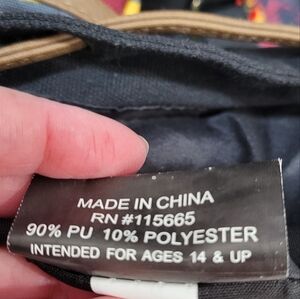 MADE IN CHINA
RN #115665
90% PU 10% POLYESTER
INTENDED FOR AGES 14 & UP